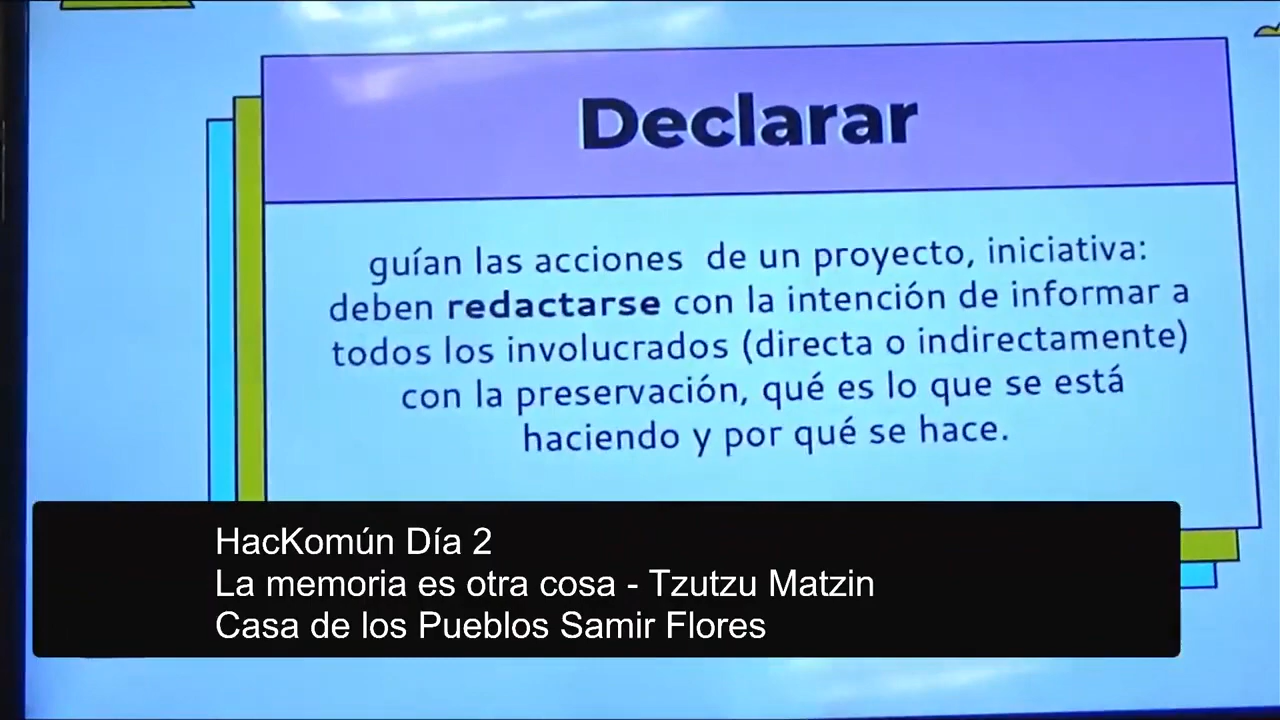 Declarar
guían las acciones de un proyecto, iniciativa:
deben redactarse con la intención de informar a
todos los involucrados (directa o indirectamente)
con la preservación, qué es lo que se está
haciendo y por qué se hace.
HacKomún Día 2
La memoria es otra cosa - Tzutzu Matzin
Casa de los Pueblos Samir Flores